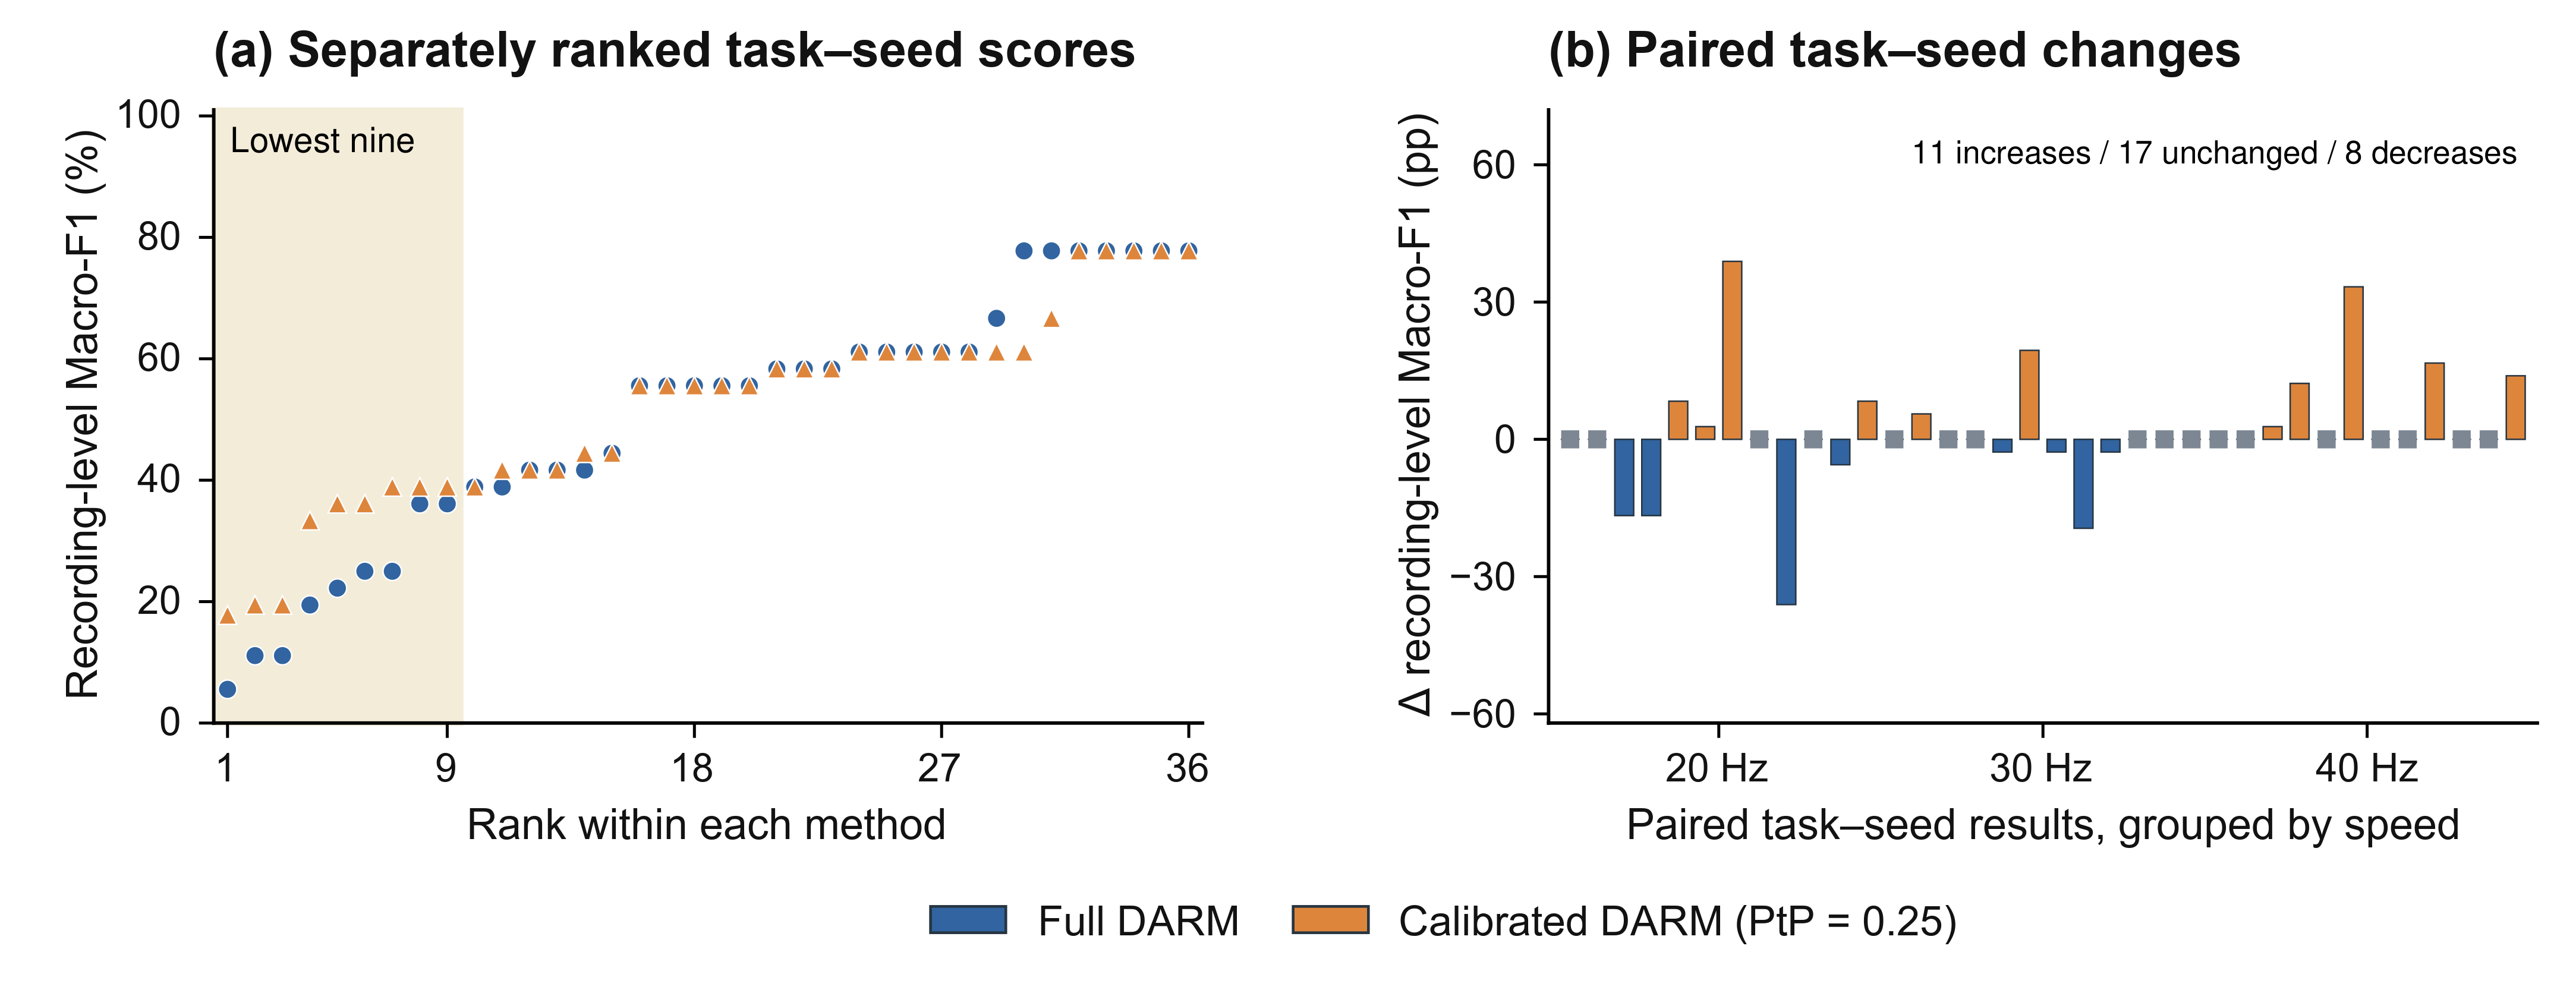 (a) Separately ranked task–seed scores
Recording-level Macro-F1 (%)
100
80
60
40
20
0
Lowest nine
1 9 18 27 36
Rank within each method
(b) Paired task–seed changes
Δ recording-level Macro-F1 (pp)
60
30
0
−30
−60
11 increases / 17 unchanged / 8 decreases
20 Hz 30 Hz 40 Hz
Paired task–seed results, grouped by speed
Full DARM
Calibrated DARM (PtP = 0.25)